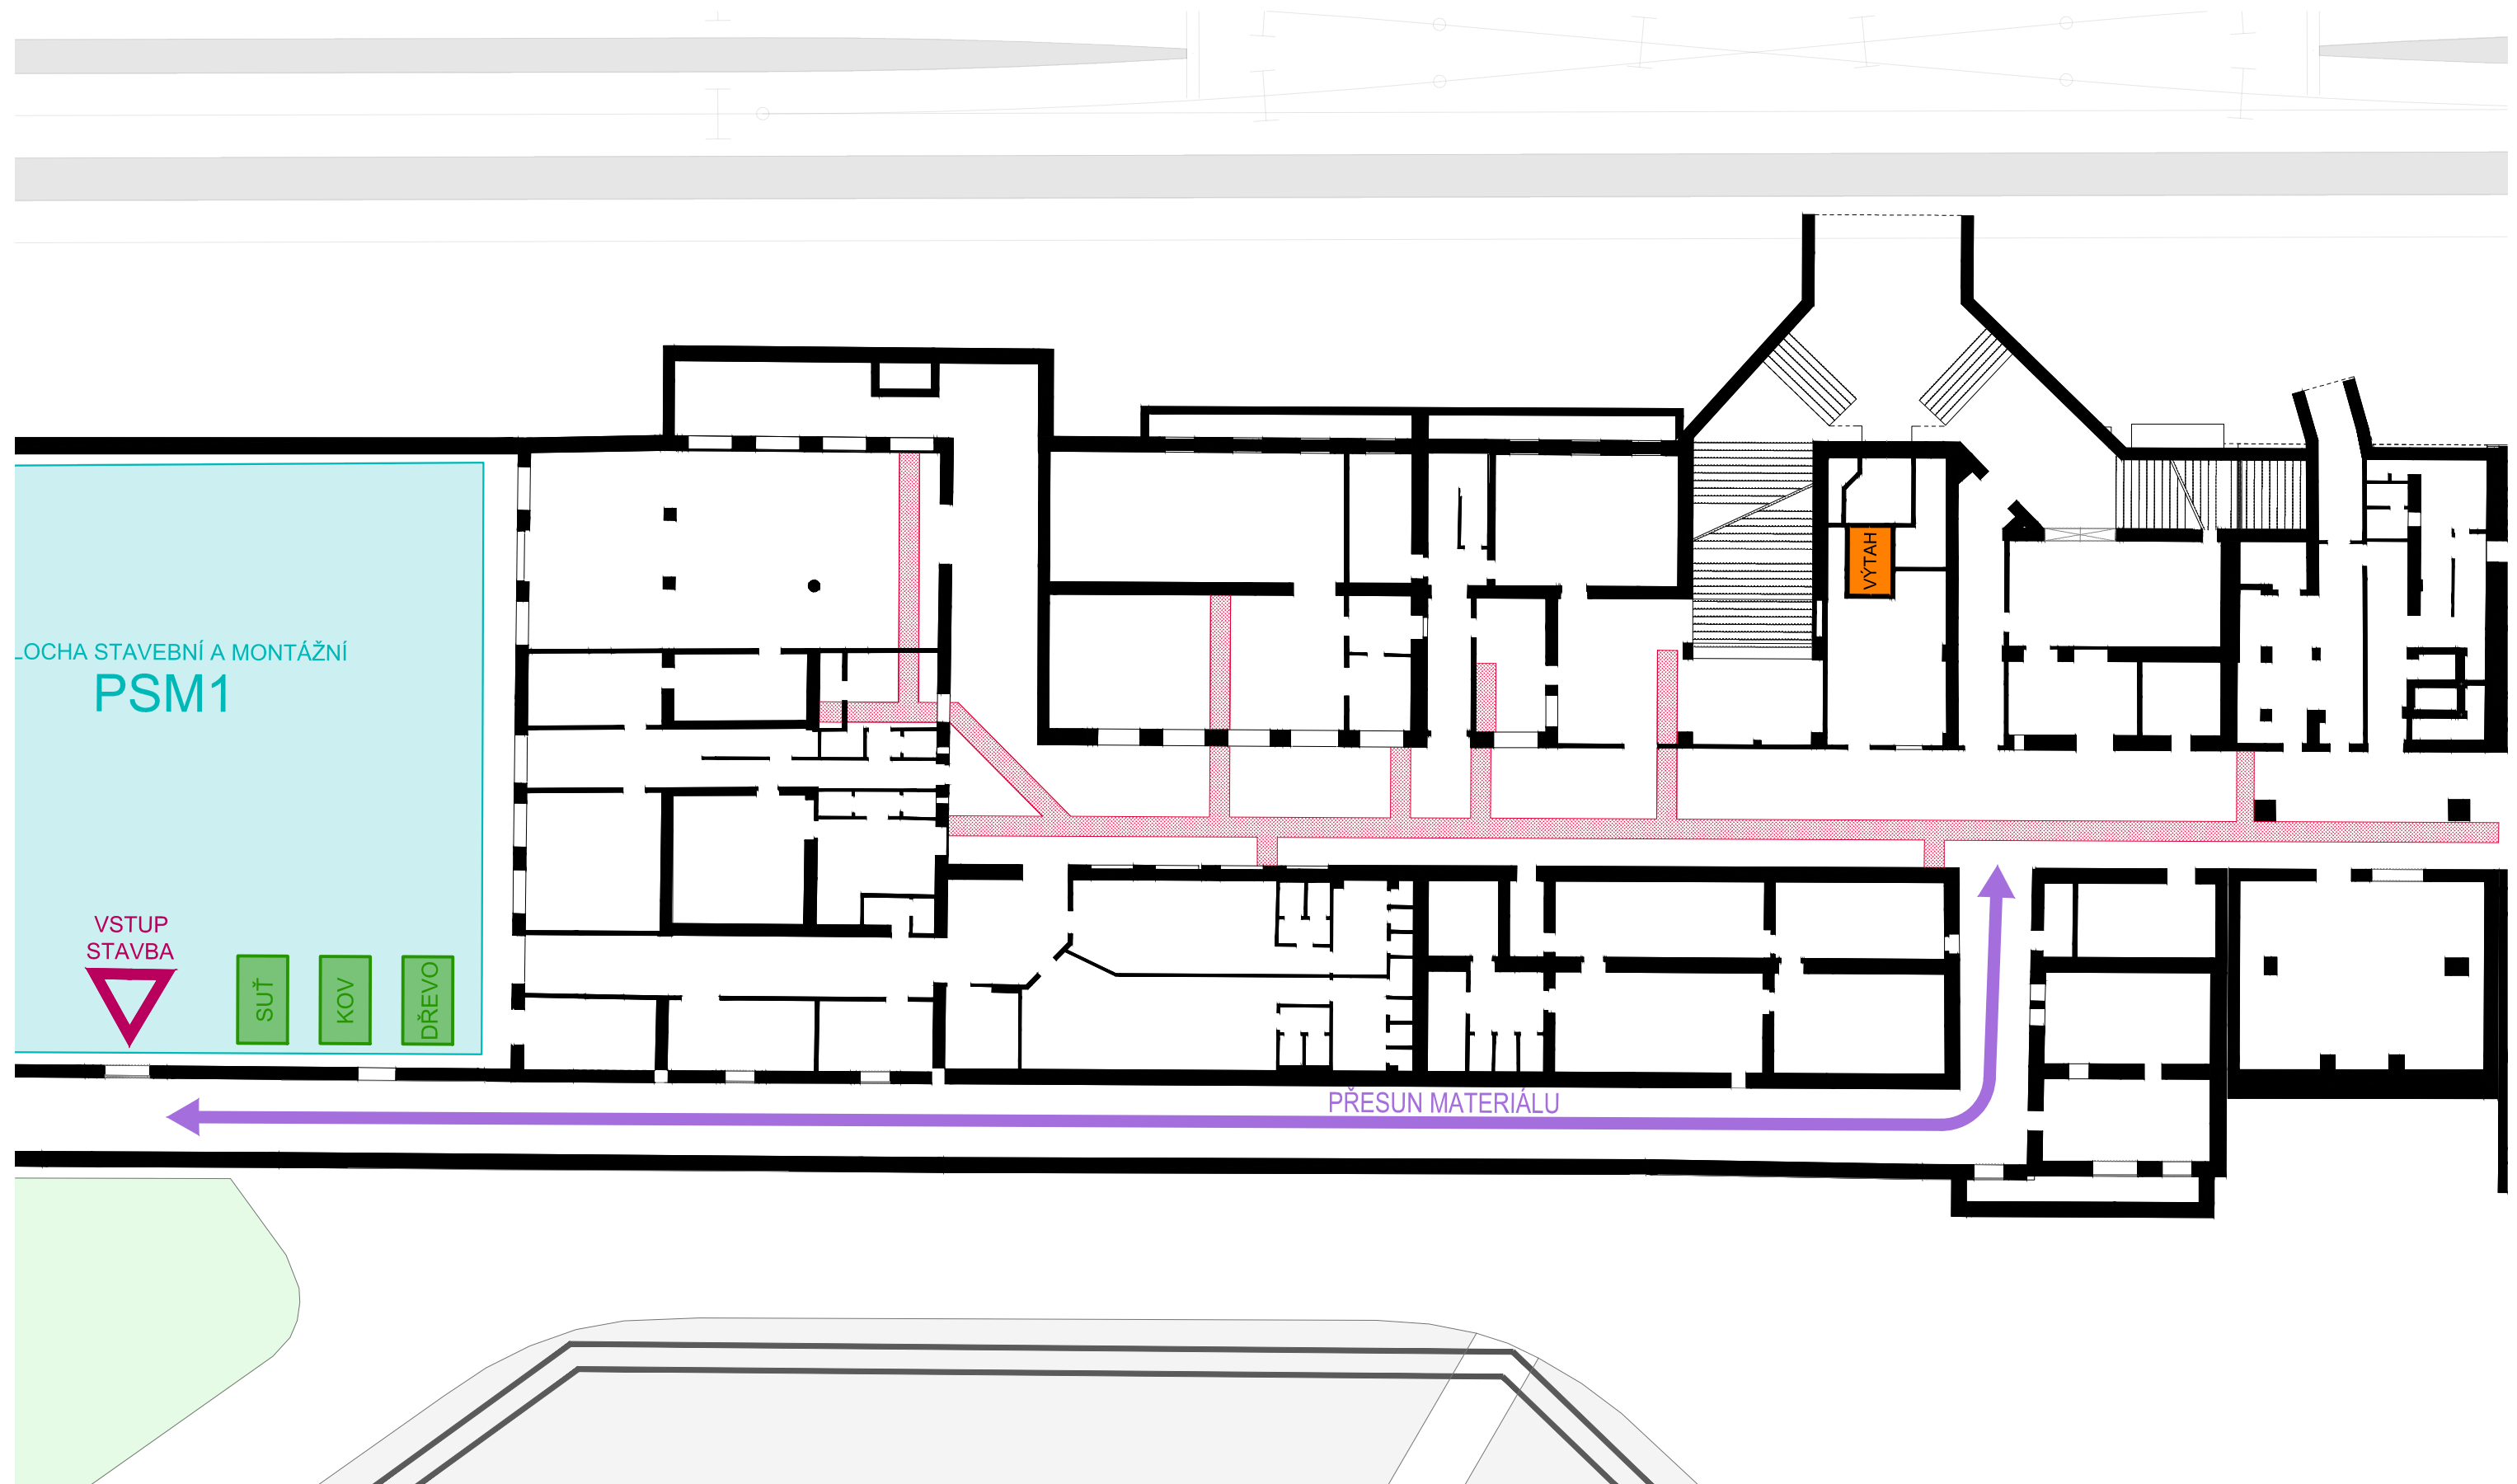 VÝTAH
LOCHA STAVEBNÍ A MONTÁŽNÍ
PSM1
VSTUP
STAVBA
SUŤ
KOV
DŘEVO
PŘESUN MATERIÁLU